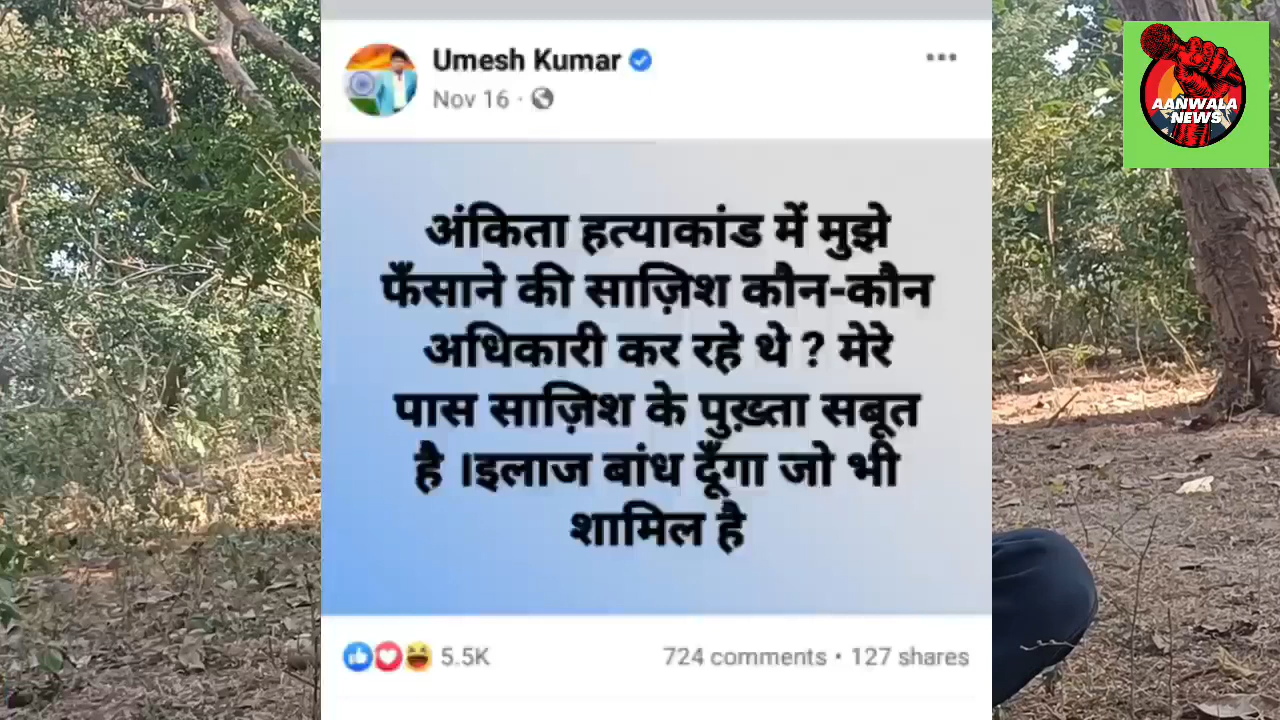 Umesh Kumar
Nov 16
अंकिता हत्याकांड में मुझे
फँसाने की साज़िश कौन-कौन
अधिकारी कर रहे थे ? मेरे
पास साज़िश के पुख़्ता सबूत
है ।इलाज बांध दूँगा जो भी
शामिल है
5.5K
724 comments • 127 shares
AANWALA
NEWS